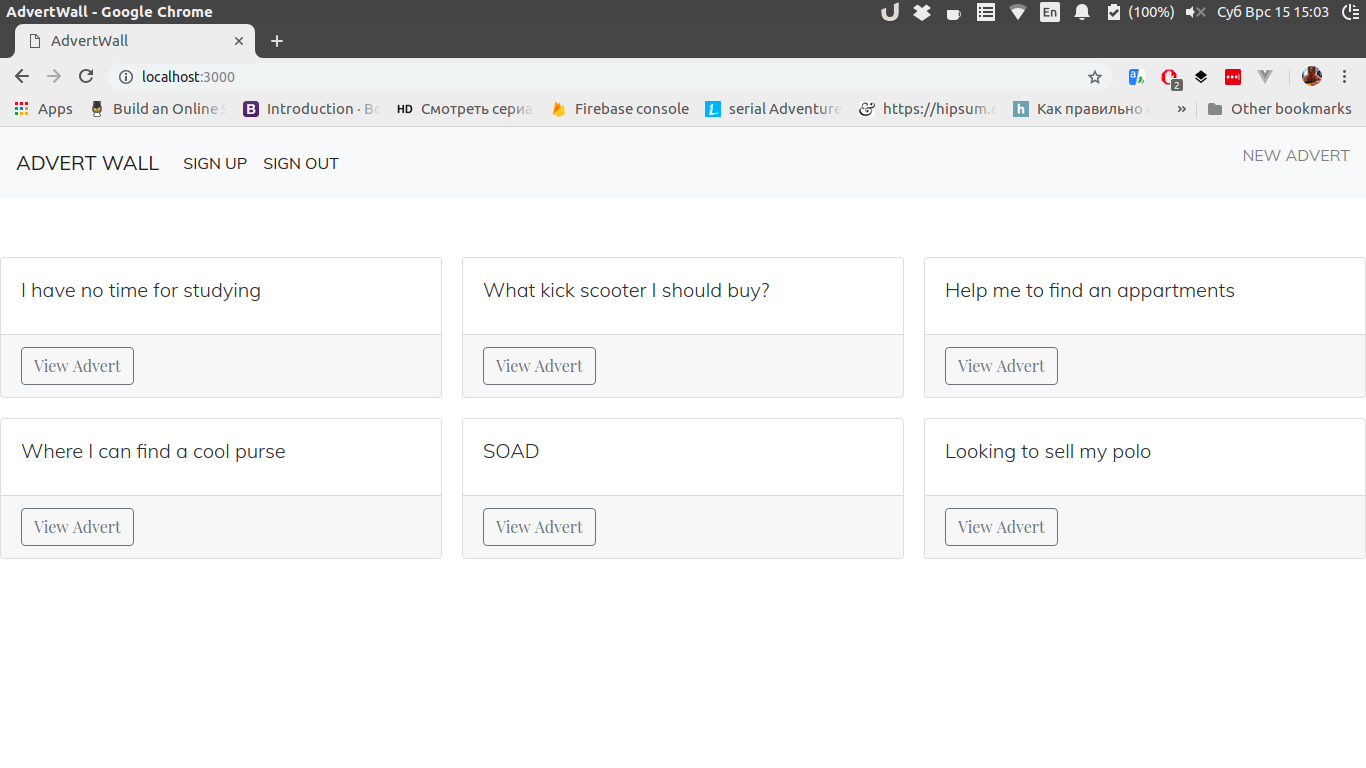 AdvertWall - Google Chrome
En
(100%)
Суб Врс 15 15:03
AdvertWall
localhost:3000
2
Apps
Build an Online
Introduction · Bo
HD Смотреть сериа
Firebase console
L serial Adventure
https://hipsum.c
h Как правильно
» Other bookmarks
ADVERT WALL SIGN UP SIGN OUT
NEW ADVERT
I have no time for studying
What kick scooter I should buy?
Help me to find an appartments
View Advert
View Advert
View Advert
Where I can find a cool purse
SOAD
Looking to sell my polo
View Advert
View Advert
View Advert